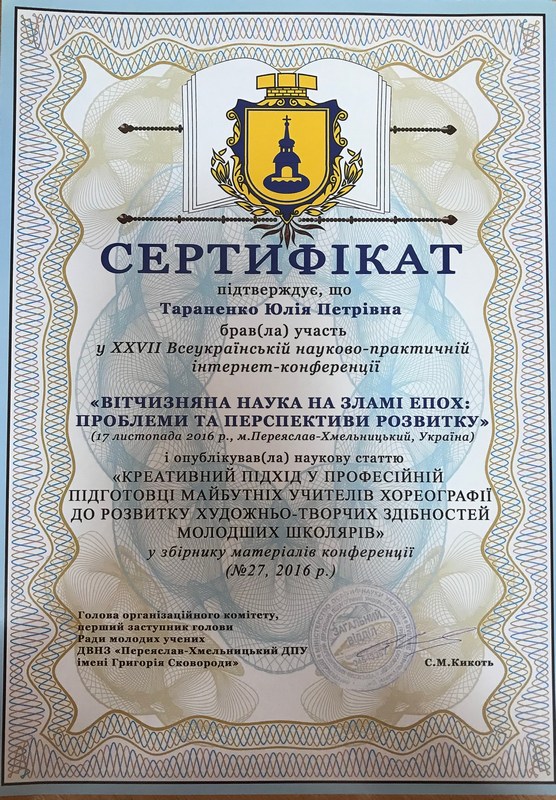 СЕРТИФІКАТ
підтверджує, що
Тараненко Юлія Петрівна
брав(ла) участь
у XXVII Всеукраїнській науково-практичній
інтернет-конференції
«ВІТЧИЗНЯНА НАУКА НА ЗЛАМІ ЕПОХ:
ПРОБЛЕМИ ТА ПЕРСПЕКТИВИ РОЗВИТКУ»
(17 листопада 2016 р., м.Переяслав-Хмельницький, Україна)
і опублікував(ла) наукову статтю
«КРЕАТИВНИЙ ПІДХІД У ПРОФЕСІЙНІЙ
ПІДГОТОВЦІ МАЙБУТНІХ УЧИТЕЛІВ ХОРЕОГРАФІЇ
ДО РОЗВИТКУ ХУДОЖНЬО-ТВОРЧИХ ЗДІБНОСТЕЙ
МОЛОДШИХ ШКОЛЯРІВ»
у збірнику матеріалів конференції
(№27, 2016 р.)
Голова організаційного комітету,
перший заступник голови
Ради молодих учених
ДВНЗ «Переяслав-Хмельницький ДПУ
імені Григорія Сковороди»
С.М.Кикоть